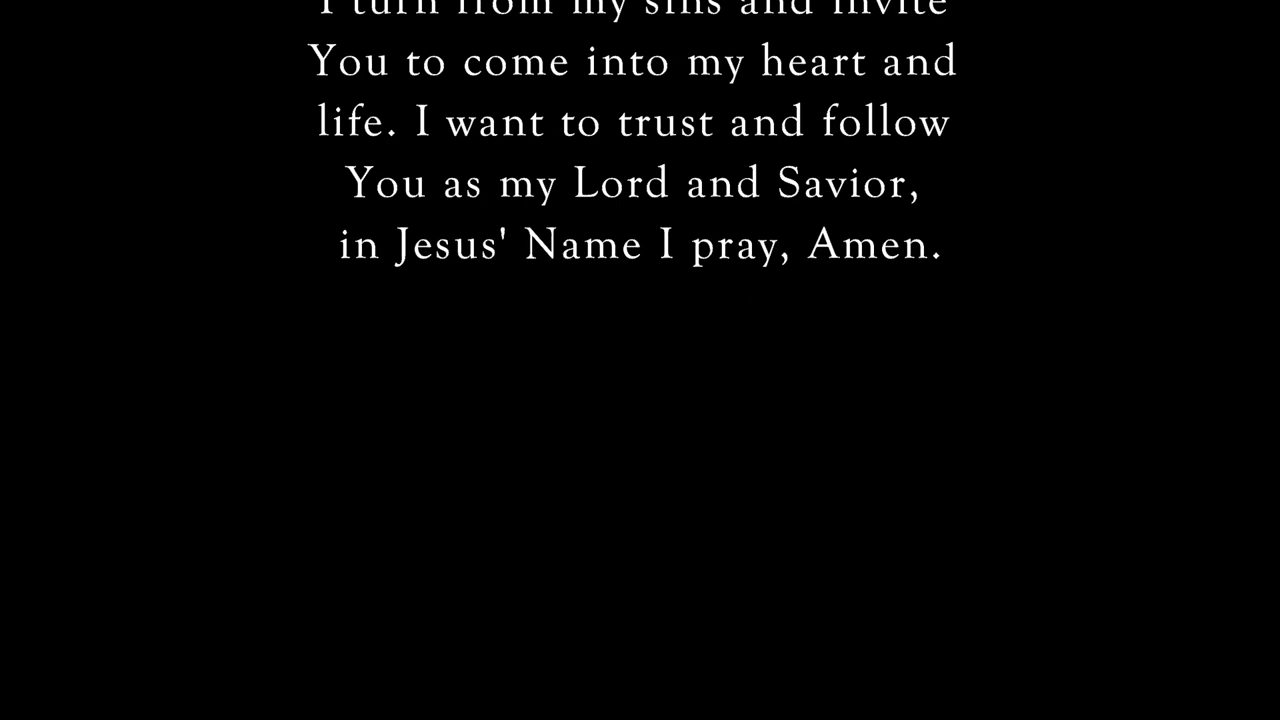 I turn from my sins and invite
You to come into my heart and
life. I want to trust and follow
You as my Lord and Savior,
in Jesus' Name I pray, Amen.